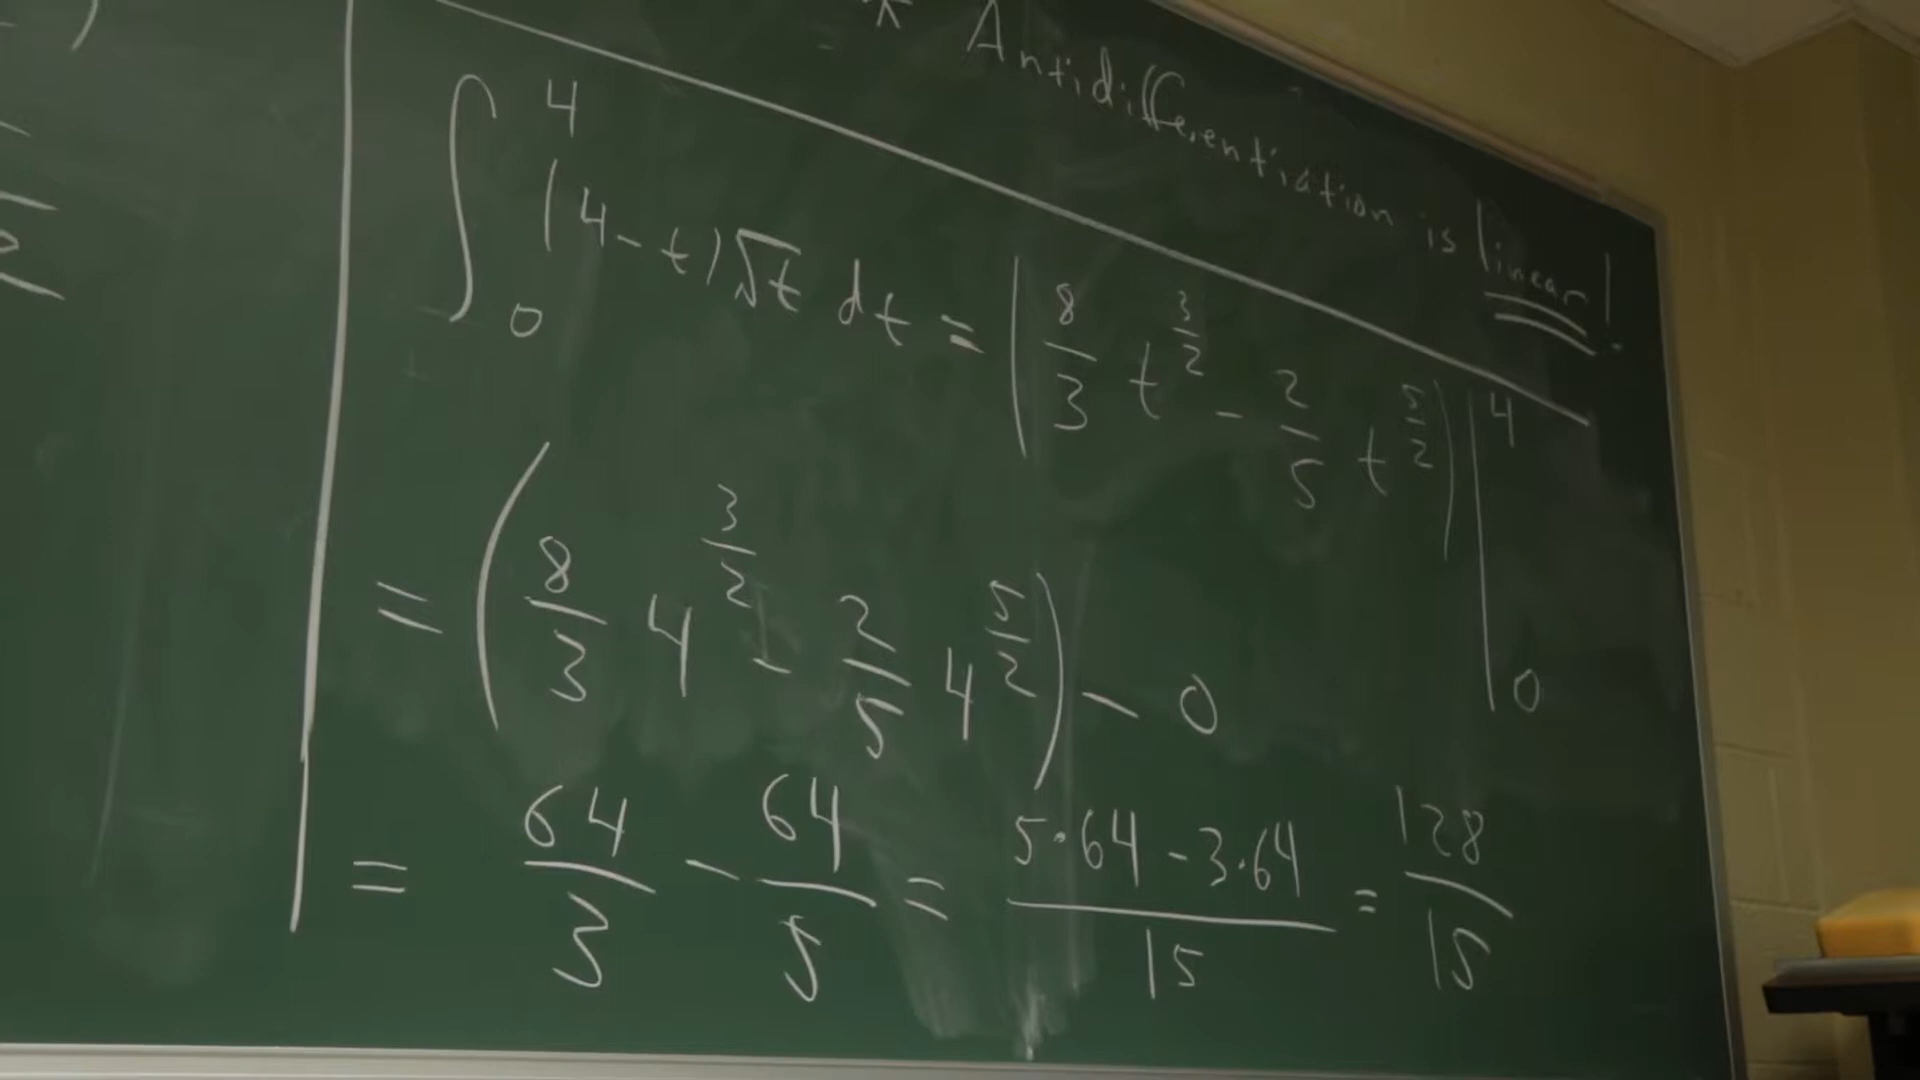 * Antidifferentiation is linear!
∫₀⁴ (4-t)√t dt = (8/3 t^(3/2) - 2/5 t^(5/2)) |₀⁴
= (8/3 4^(3/2) - 2/5 4^(5/2)) - 0
= 64/3 - 64/5 = (5·64 - 3·64)/15 = 128/15